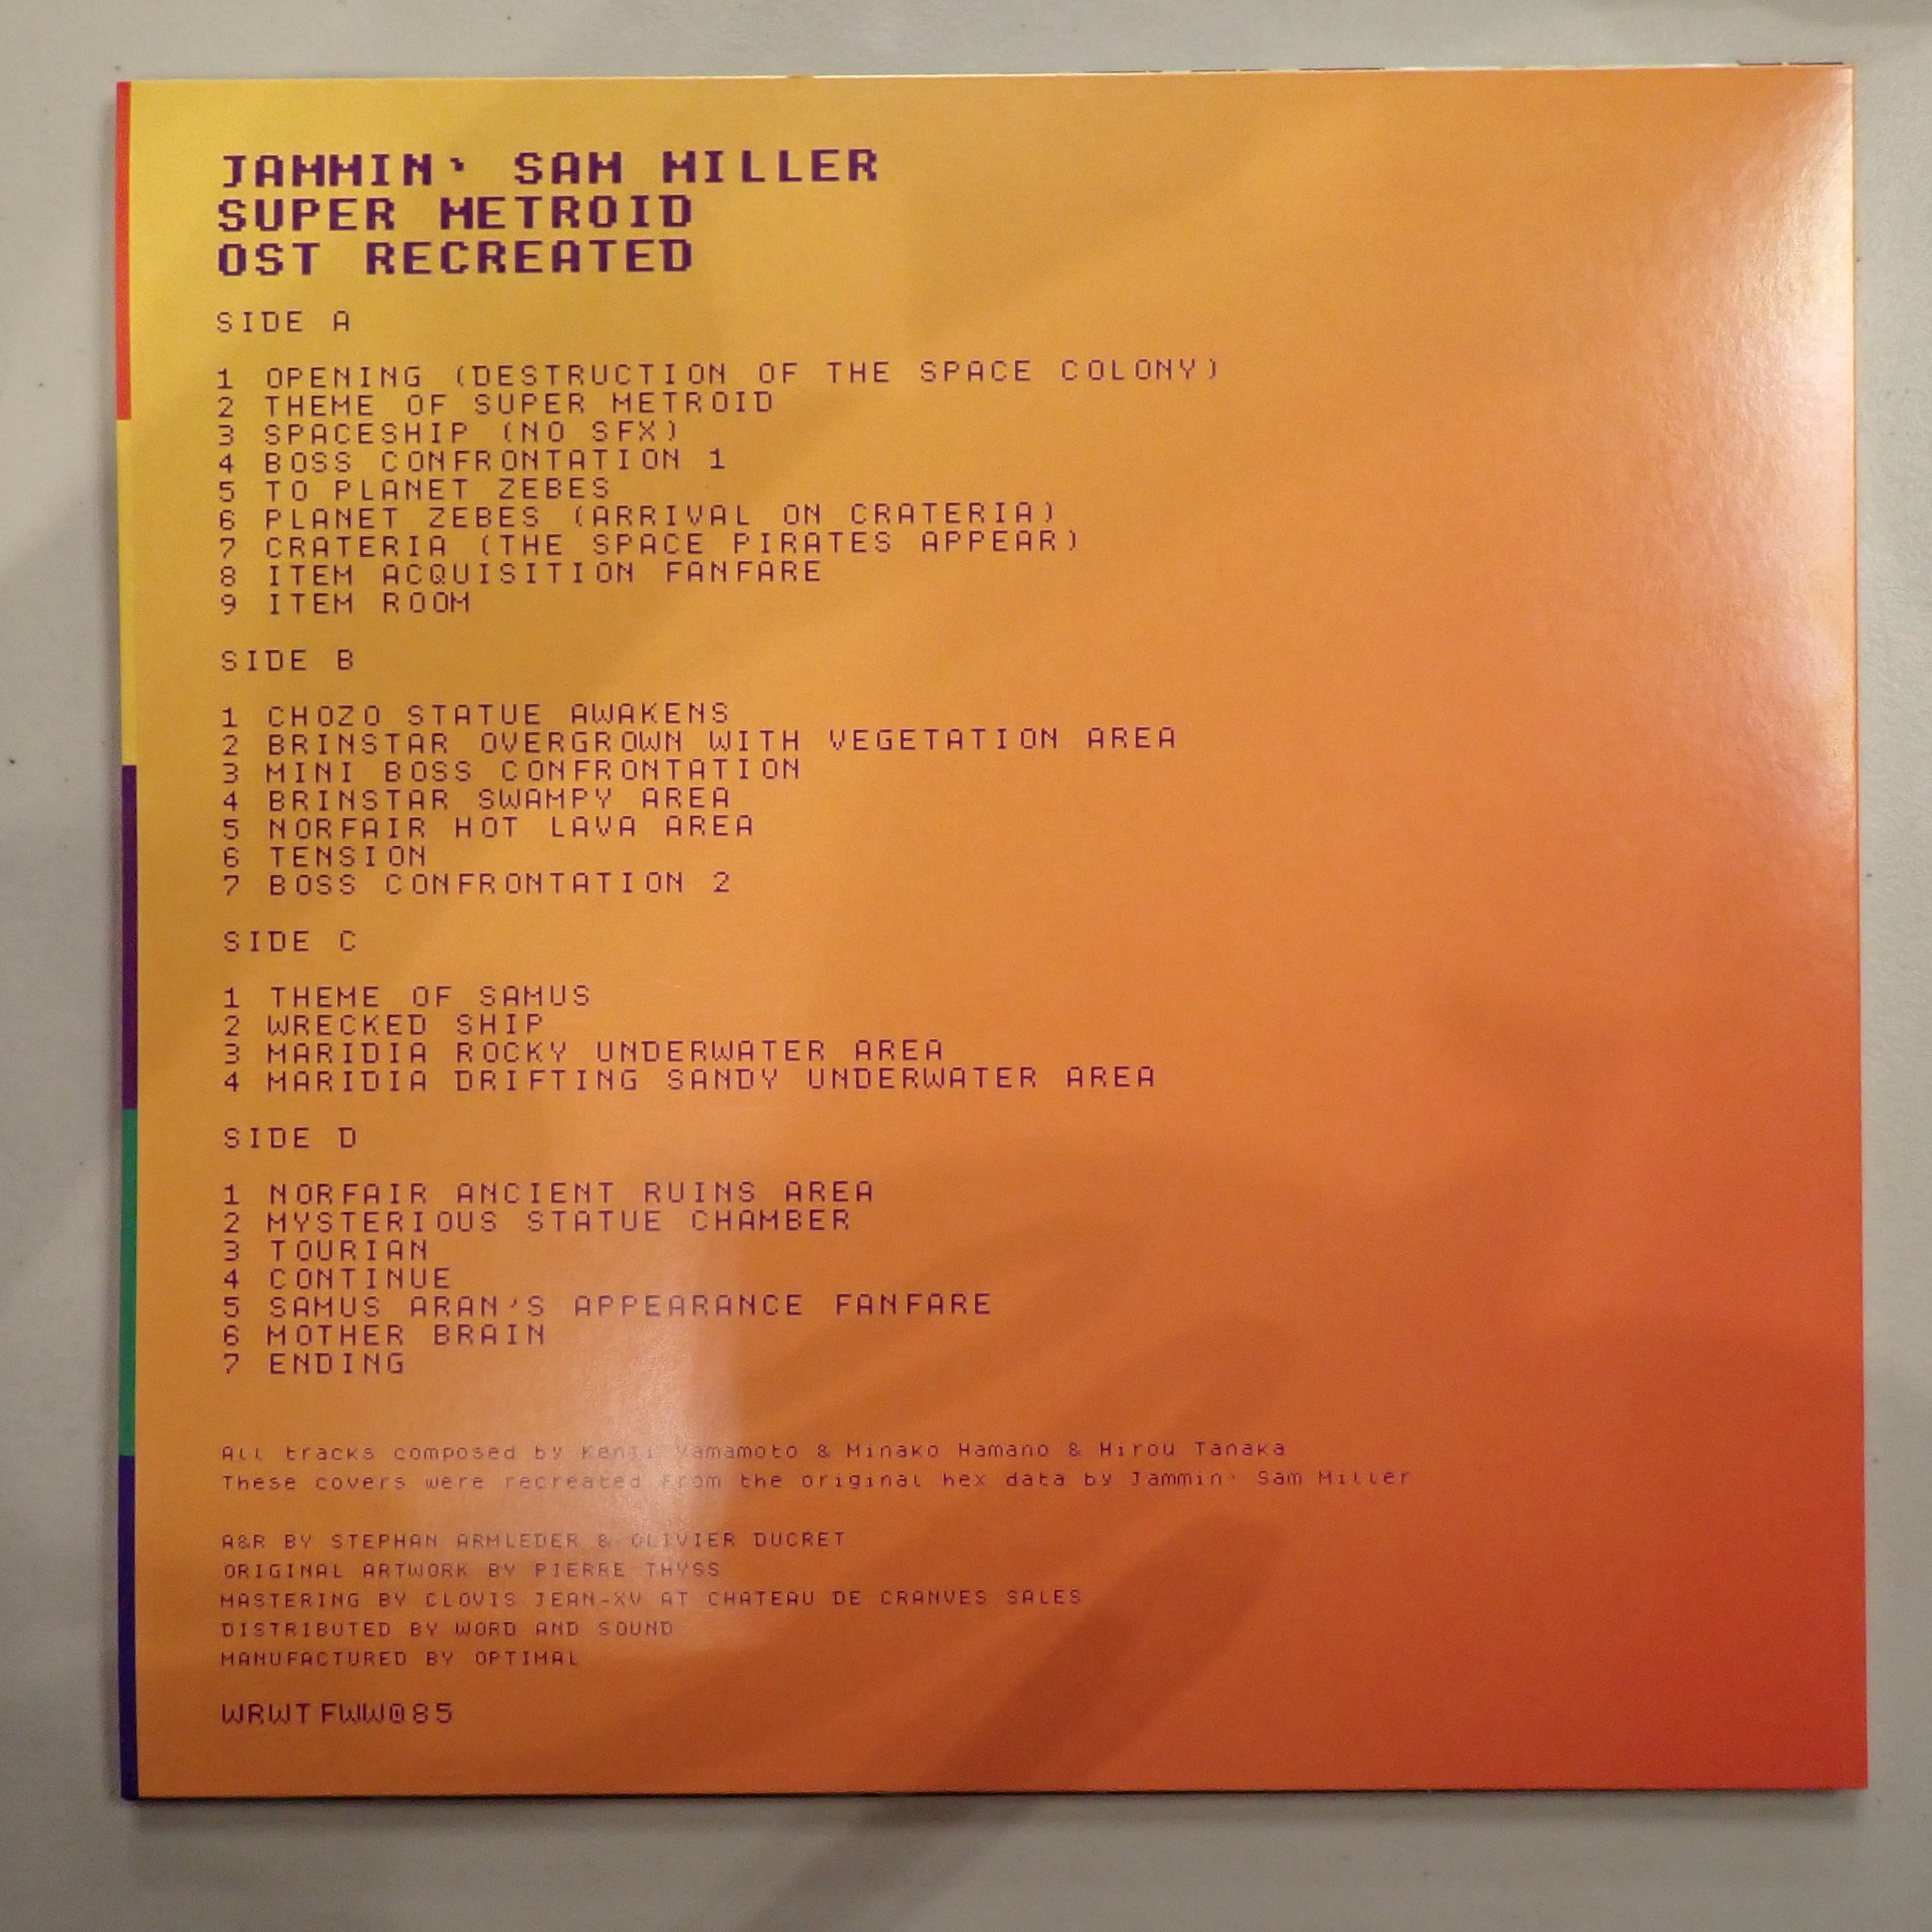 JAMMIN' SAM MILLER
SUPER METROID
OST RECREATED
SIDE A
1 OPENING (DESTRUCTION OF THE SPACE COLONY)
2 THEME OF SUPER METROID
3 SPACESHIP (NO SFX)
4 BOSS CONFRONTATION 1
5 TO PLANET ZEBES
6 PLANET ZEBES (ARRIVAL ON CRATERIA)
7 CRATERIA (THE SPACE PIRATES APPEAR)
8 ITEM ACQUISITION FANFARE
9 ITEM ROOM
SIDE B
1 CHOZO STATUE AWAKENS
2 BRINSTAR OVERGROWN WITH VEGETATION AREA
3 MINI BOSS CONFRONTATION
4 BRINSTAR SWAMPY AREA
5 NORFAIR HOT LAVA AREA
6 TENSION
7 BOSS CONFRONTATION 2
SIDE C
1 THEME OF SAMUS
2 WRECKED SHIP
3 MARIDIA ROCKY UNDERWATER AREA
4 MARIDIA DRIFTING SANDY UNDERWATER AREA
SIDE D
1 NORFAIR ANCIENT RUINS AREA
2 MYSTERIOUS STATUE CHAMBER
3 TOURIAN
4 CONTINUE
5 SAMUS ARAN'S APPEARANCE FANFARE
6 MOTHER BRAIN
7 ENDING
All tracks composed by Kenji Yamamoto & Minako Hamano & Hirou Tanaka
These covers were recreated from the original hex data by Jammin' Sam Miller
A&R BY STEPHAN ARMLEDER & OLIVIER DUCRET
ORIGINAL ARTWORK BY PIERRE THYSS
MASTERING BY CLOVIS JEAN-XV AT CHATEAU DE CRANVES SALES
DISTRIBUTED BY WORD AND SOUND
MANUFACTURED BY OPTIMAL
WRWTFWW085